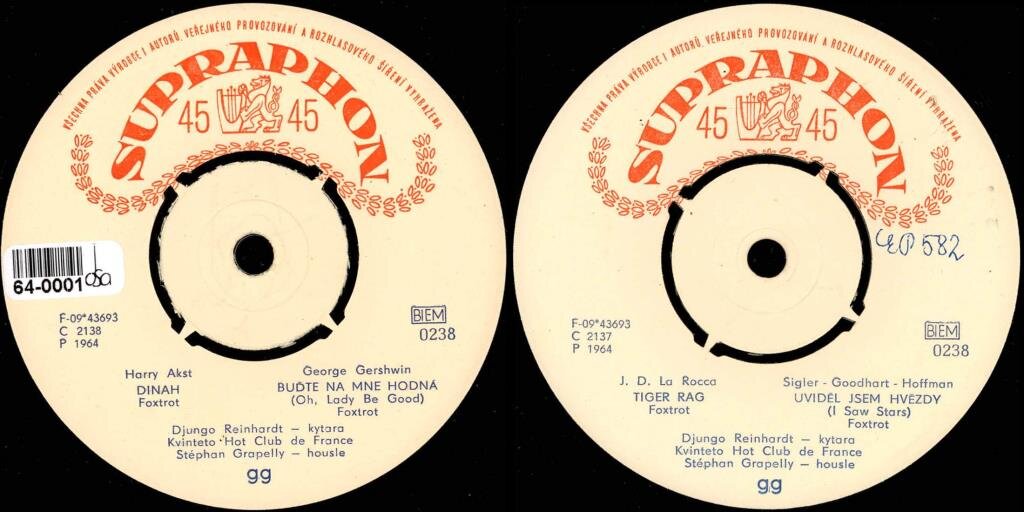 VŠECHNA PRÁVA VÝROBCE I AUTORŮ, VEŘEJNÉHO PROVOZOVÁNÍ A ROZHLASOVÉHO ŠÍŘENÍ VYHRAŽENA
SUPRAPHON
45 45
64-0001 osa
F-09*43693
C 2138
P 1964
BIEM
0238
Harry Akst
DINAH
Foxtrot
George Gershwin
BUĎTE NA MNE HODNÁ
(Oh, Lady Be Good)
Foxtrot
Djungo Reinhardt — kytara
Kvinteto Hot Club de France
Stéphan Grapelly — housle
gg
VŠECHNA PRÁVA VÝROBCE I AUTORŮ, VEŘEJNÉHO PROVOZOVÁNÍ A ROZHLASOVÉHO ŠÍŘENÍ VYHRAŽENA
SUPRAPHON
45 45
EP 582
F-09*43693
C 2137
P 1964
BIEM
0238
J. D. La Rocca
TIGER RAG
Foxtrot
Sigler - Goodhart - Hoffman
UVIDĚL JSEM HVĚZDY
(I Saw Stars)
Foxtrot
Djungo Reinhardt — kytara
Kvinteto Hot Club de France
Stéphan Grapelly — housle
gg